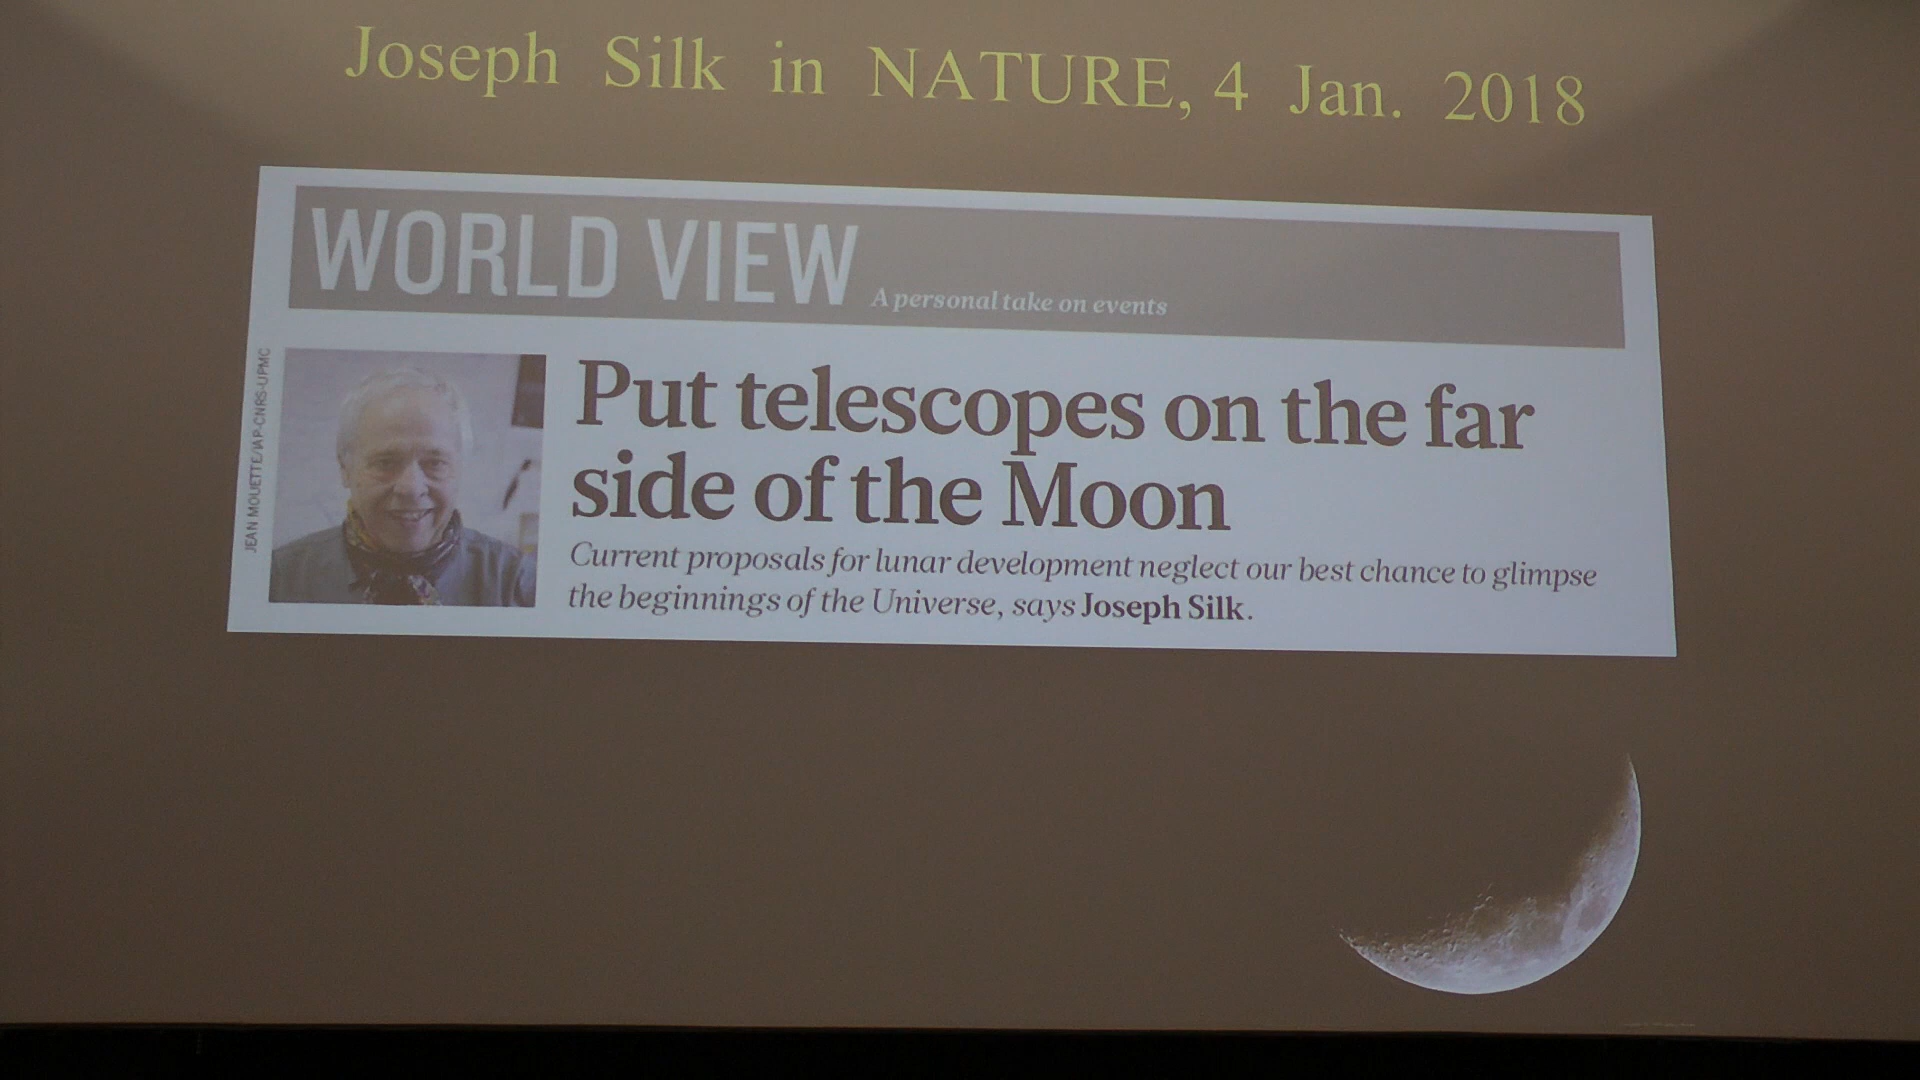 Joseph Silk in NATURE, 4 Jan. 2018
WORLD VIEW A personal take on events
JEAN MOUETTE/IAP-CNRS-UPMC
Put telescopes on the far
side of the Moon
Current proposals for lunar development neglect our best chance to glimpse
the beginnings of the Universe, says Joseph Silk.